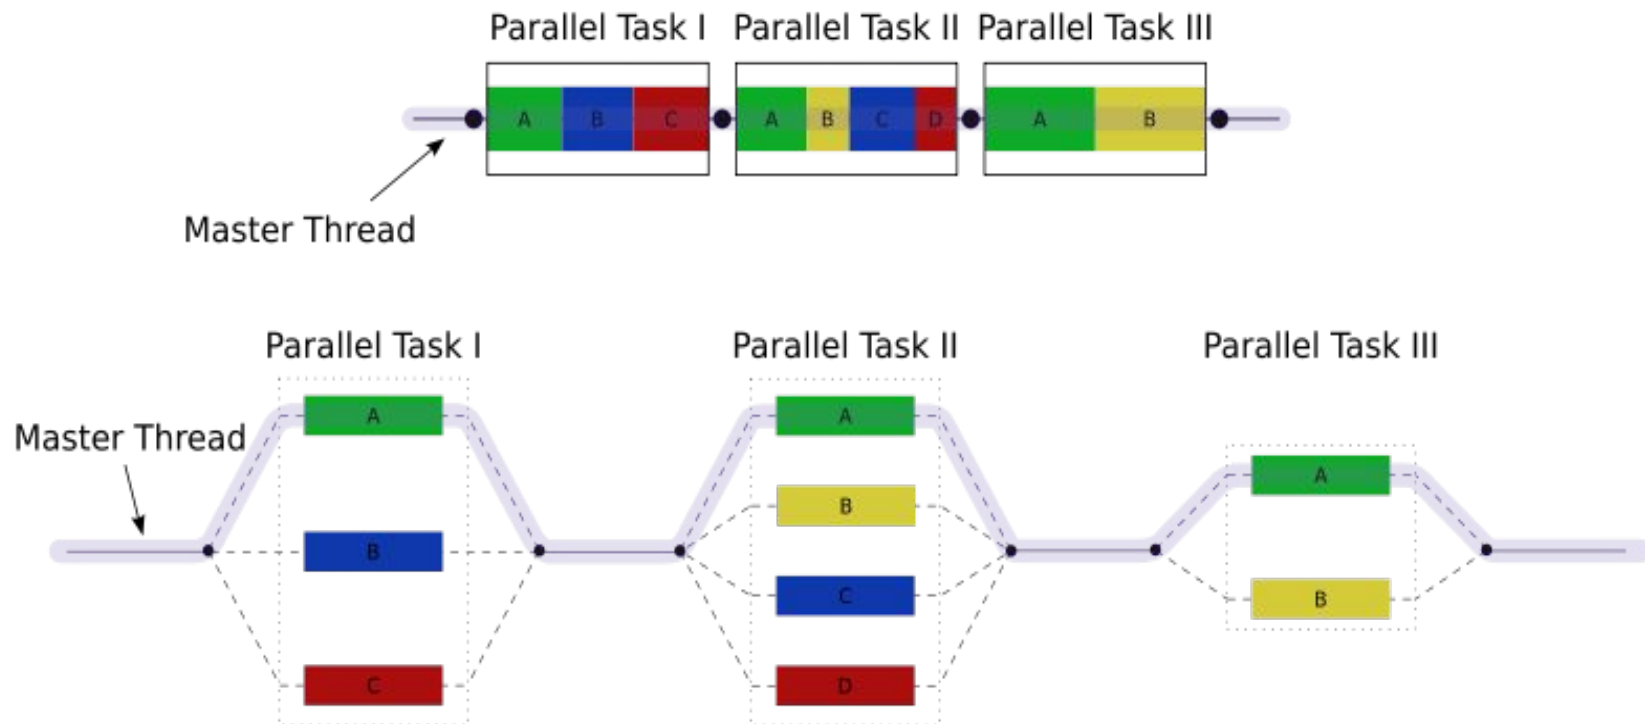 Parallel Task I
Parallel Task II
Parallel Task III
A
B
C
A
B
C
D
A
B
Master Thread
Parallel Task I
Parallel Task II
Parallel Task III
Master Thread
A
B
C
A
B
C
D
A
B